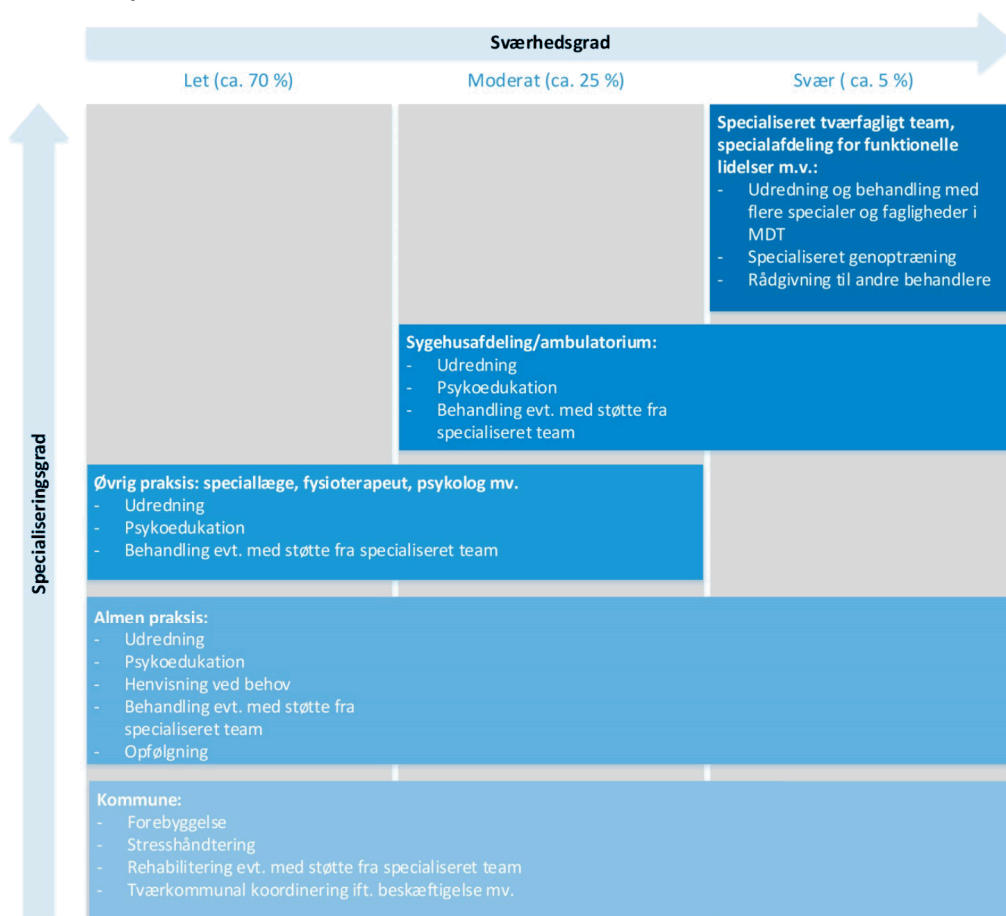 Sværhedsgrad
Let (ca. 70 %)
Moderat (ca. 25 %)
Svær ( ca. 5 %)
Specialiseringsgrad
Specialiseret tværfagligt team,
specialafdeling for funktionelle
lidelser m.v.:
- Udredning og behandling med
flere specialer og fagligheder i
MDT
- Specialiseret genoptræning
- Rådgivning til andre behandlere
Sygehusafdeling/ambulatorium:
- Udredning
- Psykoedukation
- Behandling evt. med støtte fra
specialiseret team
Øvrig praksis: speciallæge, fysioterapeut, psykolog mv.
- Udredning
- Psykoedukation
- Behandling evt. med støtte fra specialiseret team
Almen praksis:
- Udredning
- Psykoedukation
- Henvisning ved behov
- Behandling evt. med støtte fra
specialiseret team
- Opfølgning
Kommune:
- Forebyggelse
- Stresshåndtering
- Rehabilitering evt. med støtte fra specialiseret team
- Tværkommunal koordinering ift. beskæftigelse mv.